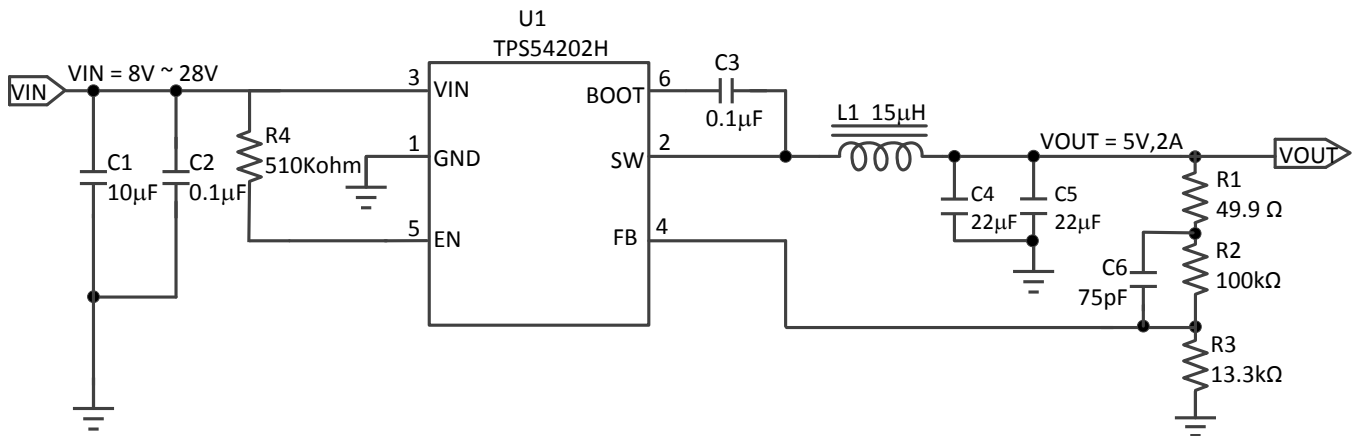 U1
TPS54202H
VIN
VIN = 8V ~ 28V
C1
10μF
C2
0.1μF
R4
510Kohm
3
VIN
1
GND
5
EN
BOOT
6
SW
2
FB
4
C3
0.1μF
L1 15μH
C4
22μF
C5
22μF
VOUT = 5V,2A
VOUT
R1
49.9 Ω
R2
100kΩ
C6
75pF
R3
13.3kΩ